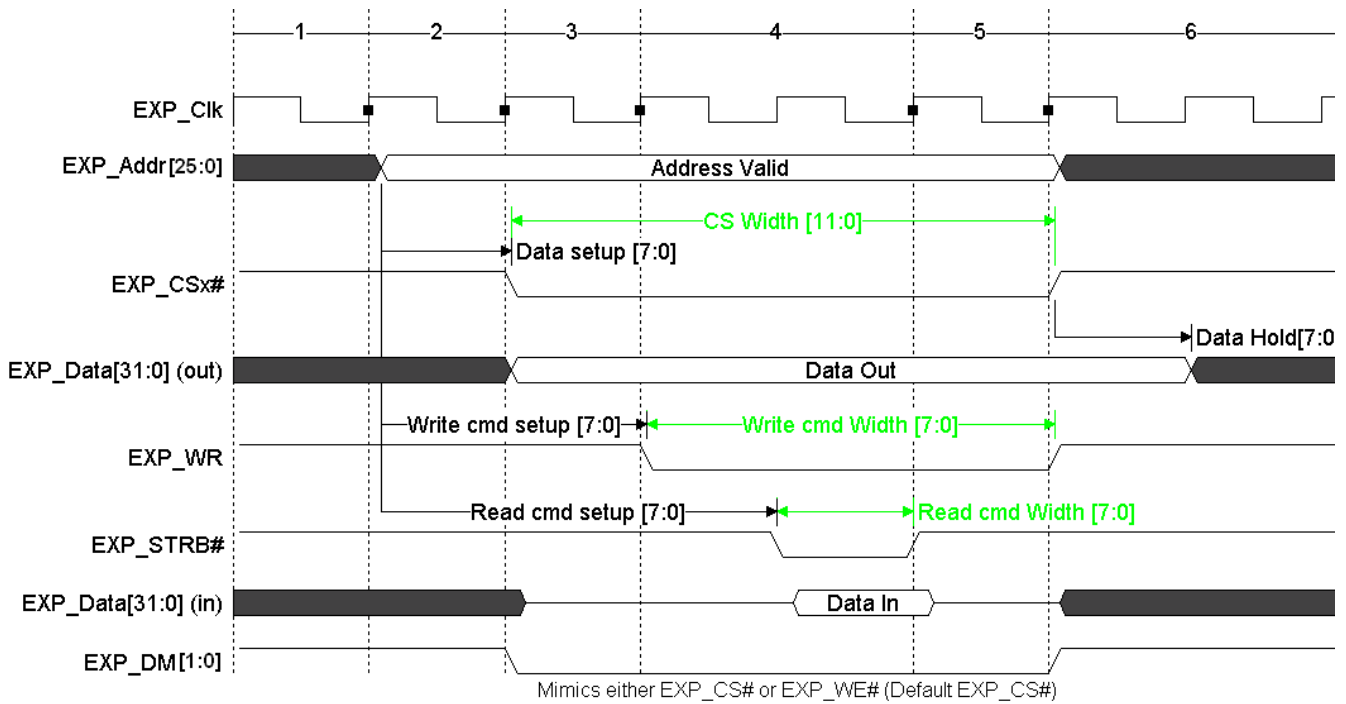 1 2 3 4 5 6
EXP_Clk
EXP_Addr[25:0] Address Valid
CS Width [11:0]
Data setup [7:0]
EXP_CSx#
Data Hold[7:0
EXP_Data[31:0] (out) Data Out
Write cmd setup [7:0] Write cmd Width [7:0]
EXP_WR
Read cmd setup [7:0] Read cmd Width [7:0]
EXP_STRB#
EXP_Data[31:0] (in) Data In
EXP_DM[1:0]
Mimics either EXP_CS# or EXP_WE# (Default EXP_CS#)